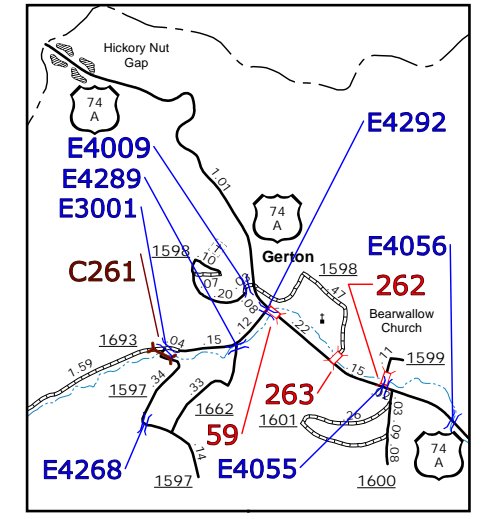 Hickory Nut
Gap
74
A
E4009
E4292
E4289
1.01
E3001
74
A
1598
.10
Gerton
E4056
C261
.07
.20
.08
1598
.47
262
.22
Bearwallow
Church
1693
.04
.15
.12
.11
1599
1.59
.15
1597
.34
.33
263
1662
59
1601
.26
.03
.09
.08
E4268
.14
E4055
74
A
1597
1600